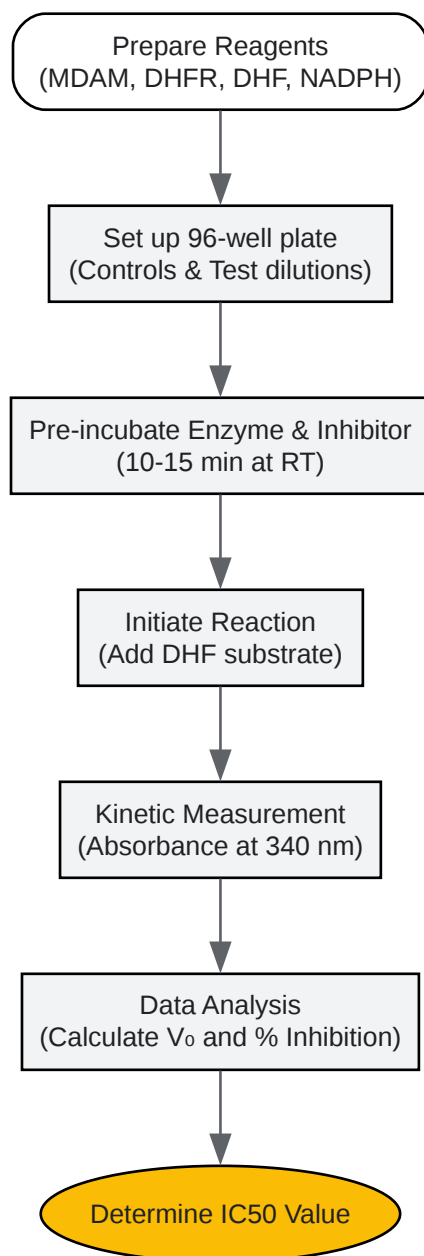 Prepare Reagents
(MDAM, DHFR, DHF, NADPH)
Set up 96-well plate
(Controls & Test dilutions)
Pre-incubate Enzyme & Inhibitor
(10-15 min at RT)
Initiate Reaction
(Add DHF substrate)
Kinetic Measurement
(Absorbance at 340 nm)
Data Analysis
(Calculate V₀ and % Inhibition)
Determine IC50 Value